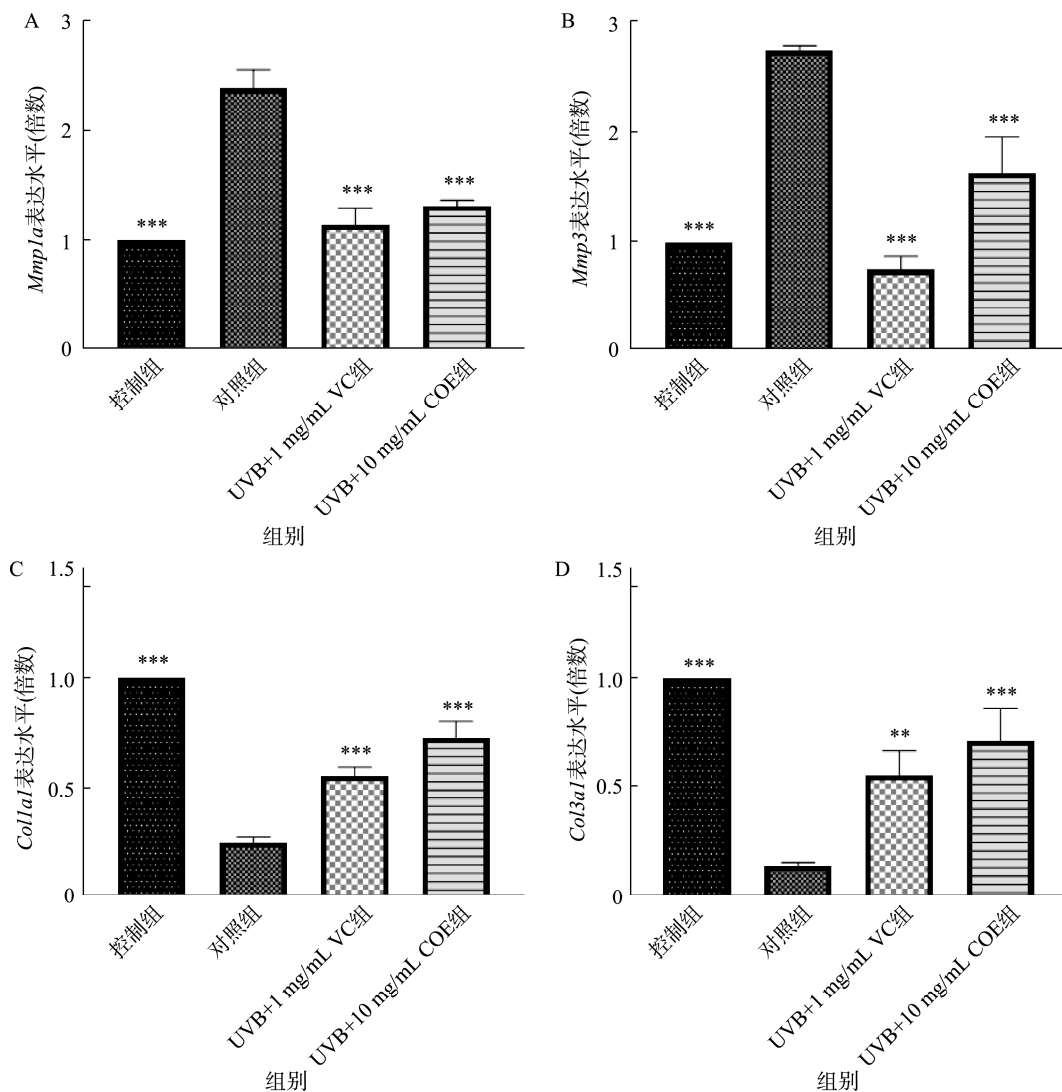 A
3
2
1
0
Mmp1a表达水平(倍数)
***
***
***
控制组
对照组
UVB+1 mg/mL VC组
UVB+10 mg/mL COE组
组别
B
3
2
1
0
Mmp3表达水平(倍数)
***
***
***
控制组
对照组
UVB+1 mg/mL VC组
UVB+10 mg/mL COE组
组别
C
1.5
1.0
0.5
0
Col1a1表达水平(倍数)
***
***
***
控制组
对照组
UVB+1 mg/mL VC组
UVB+10 mg/mL COE组
组别
D
1.5
1.0
0.5
0
Col3a1表达水平(倍数)
***
**
***
控制组
对照组
UVB+1 mg/mL VC组
UVB+10 mg/mL COE组
组别